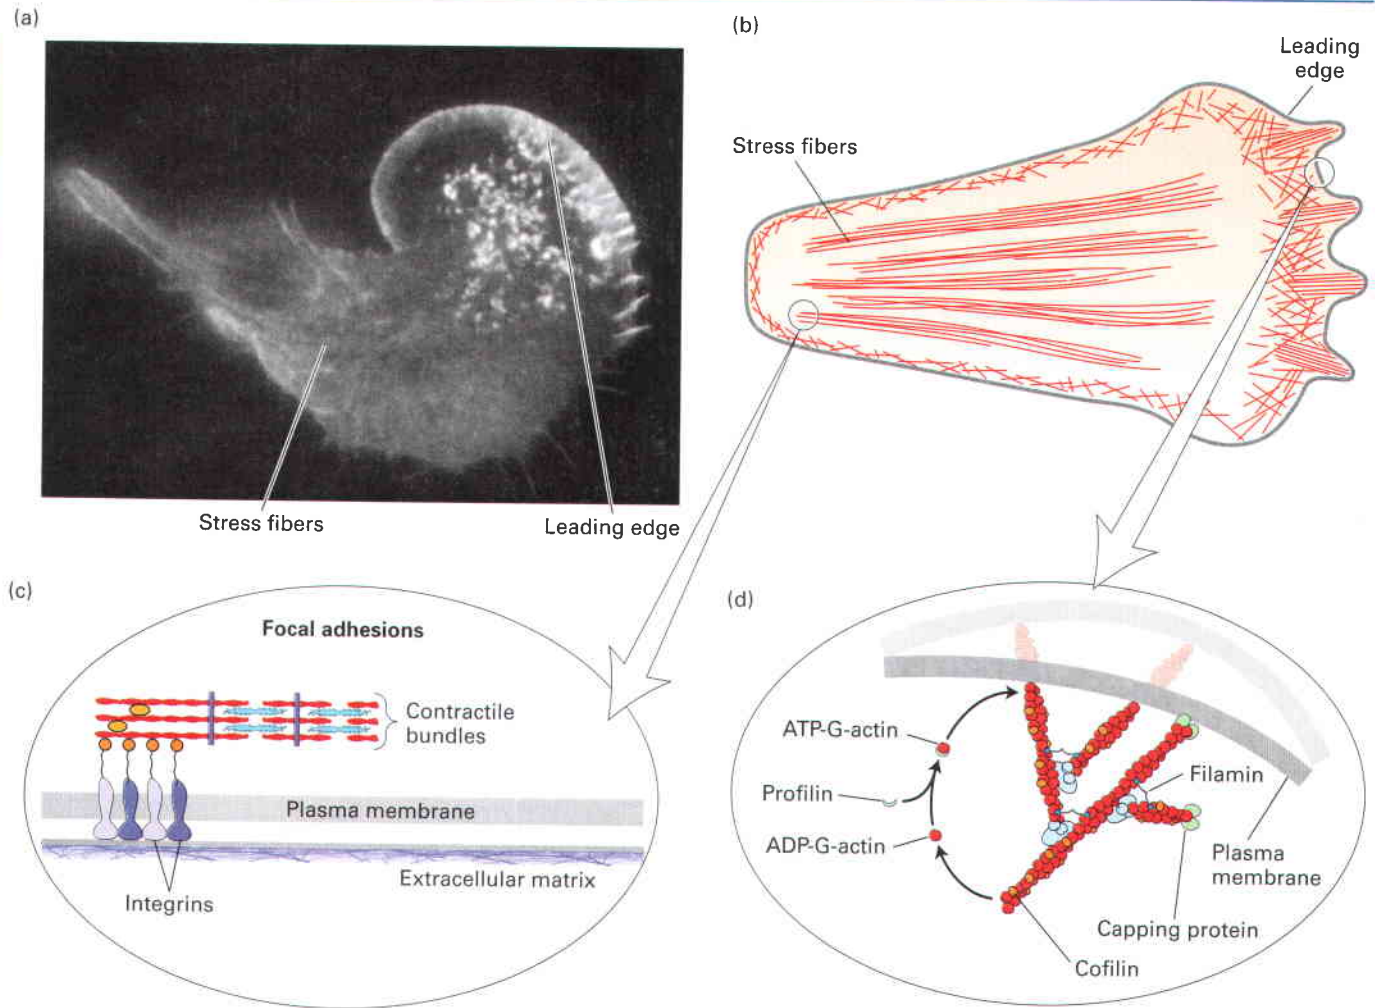 (a)
Stress fibers
Leading edge
(b)
Leading
edge
Stress fibers
(c)
Focal adhesions
Contractile
bundles
Plasma membrane
Extracellular matrix
Integrins
(d)
ATP-G-actin
Profilin
ADP-G-actin
Filamin
Plasma
membrane
Capping protein
Cofilin